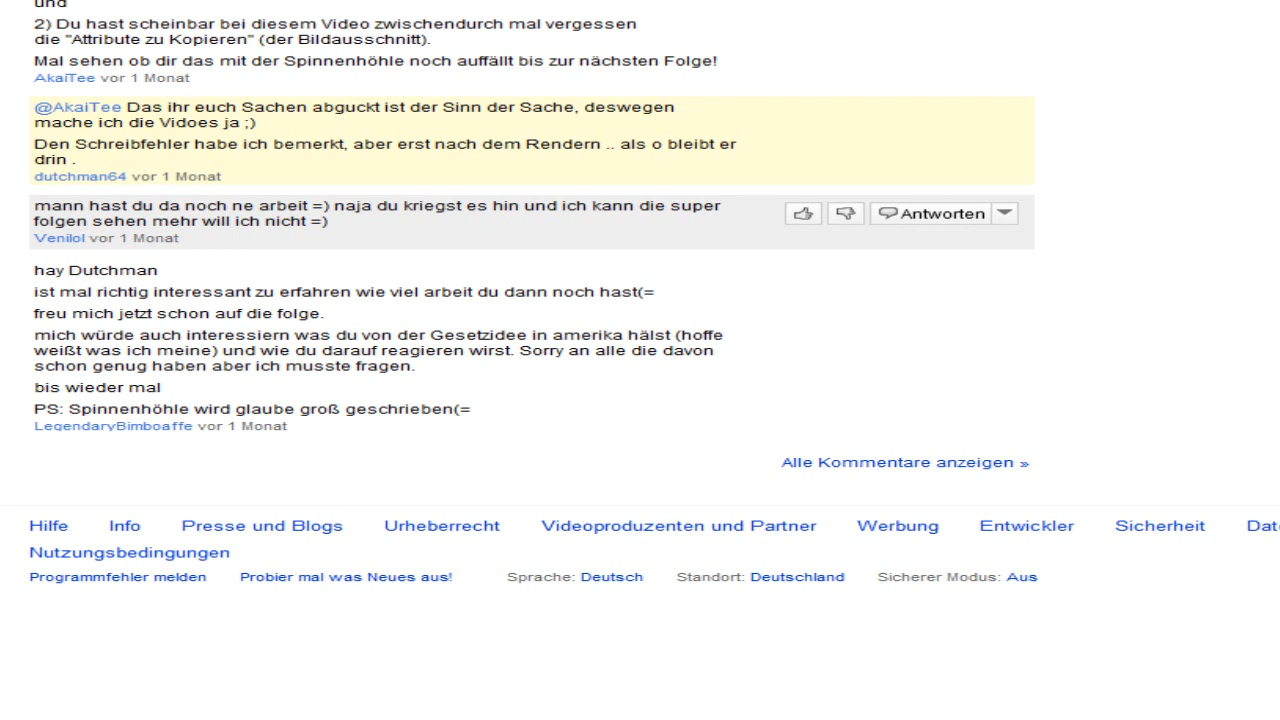 und
2) Du hast scheinbar bei diesem Video zwischendurch mal vergessen
die "Attribute zu Kopieren" (der Bildausschnitt).
Mal sehen ob dir das mit der Spinnenhöhle noch auffällt bis zur nächsten Folge!
AkaiTee vor 1 Monat
@AkaiTee Das ihr euch Sachen abguckt ist der Sinn der Sache, deswegen
mache ich die Vidoes ja ;)
Den Schreibfehler habe ich bemerkt, aber erst nach dem Rendern .. als o bleibt er
drin .
dutchman64 vor 1 Monat
mann hast du da noch ne arbeit =) naja du kriegst es hin und ich kann die super
folgen sehen mehr will ich nicht =)
Antworten
Venilol vor 1 Monat
hay Dutchman
ist mal richtig interessant zu erfahren wie viel arbeit du dann noch hast(=
freu mich jetzt schon auf die folge.
mich würde auch interessiern was du von der Gesetzidee in amerika hälst (hoffe
weißt was ich meine) und wie du darauf reagieren wirst. Sorry an alle die davon
schon genug haben aber ich musste fragen.
bis wieder mal
PS: Spinnenhöhle wird glaube groß geschrieben(=
LegendaryBimboaffe vor 1 Monat
Alle Kommentare anzeigen »
Hilfe Info Presse und Blogs Urheberrecht Videoproduzenten und Partner Werbung Entwickler Sicherheit Dat
Nutzungsbedingungen
Programmfehler melden Probier mal was Neues aus! Sprache: Deutsch Standort: Deutschland Sicherer Modus: Aus